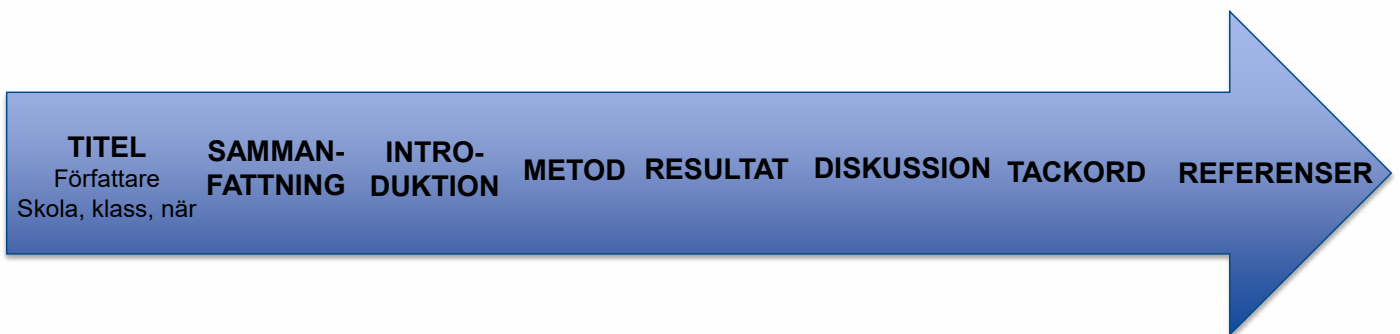 TITEL
Författare
Skola, klass, när
SAMMAN-
FATTNING
INTRO-
DUKTION
METOD
RESULTAT
DISKUSSION
TACKORD
REFERENSER